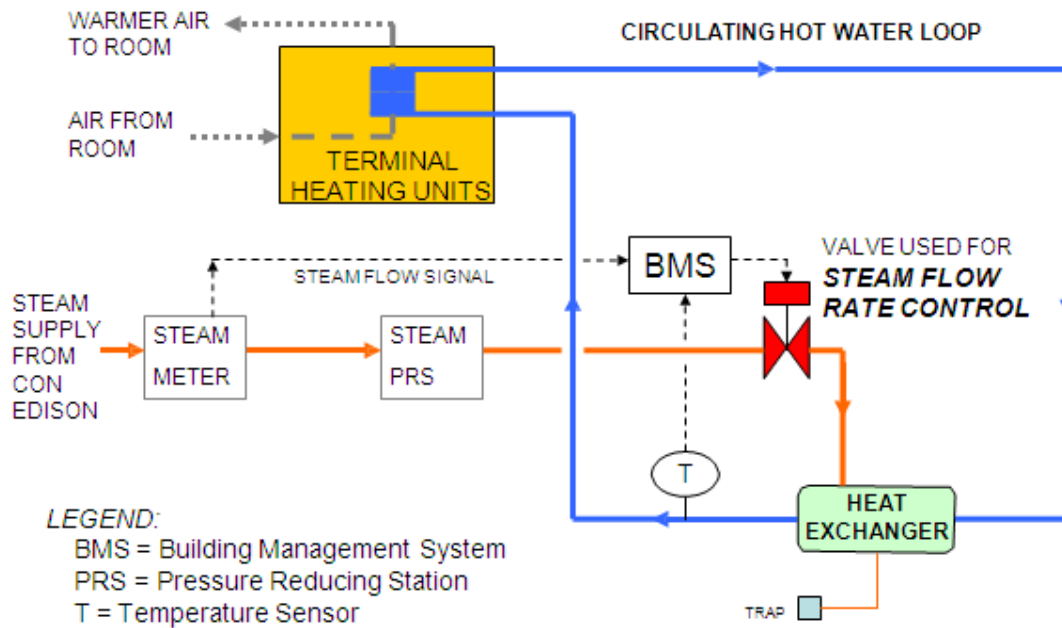 WARMER AIR
TO ROOM
CIRCULATING HOT WATER LOOP
AIR FROM
ROOM
TERMINAL
HEATING UNITS
STEAM FLOW SIGNAL
BMS
VALVE USED FOR
STEAM FLOW
RATE CONTROL
STEAM
SUPPLY
FROM
CON
EDISON
STEAM
METER
STEAM
PRS
T
HEAT
EXCHANGER
TRAP
LEGEND:
BMS = Building Management System
PRS = Pressure Reducing Station
T = Temperature Sensor